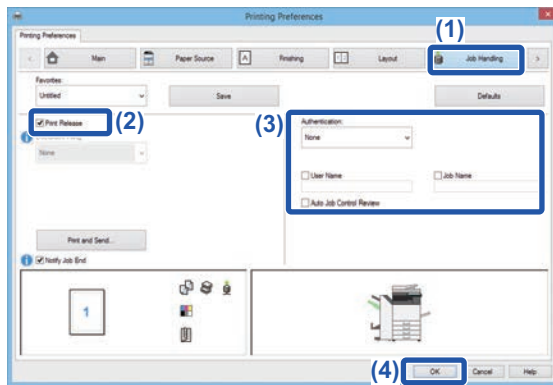 Printing Preferences
(1)
Printing Preferences
Main
Paper Source
Finishing
Layout
Job Handling
Favorites:
Untitled
Save
Defaults
Print Release
(2)
(3)
Authentication:
None
None
User Name
Job Name
Auto Job Control Review
Print and Send...
Notify Job End
1
(4)
OK
Cancel
Help